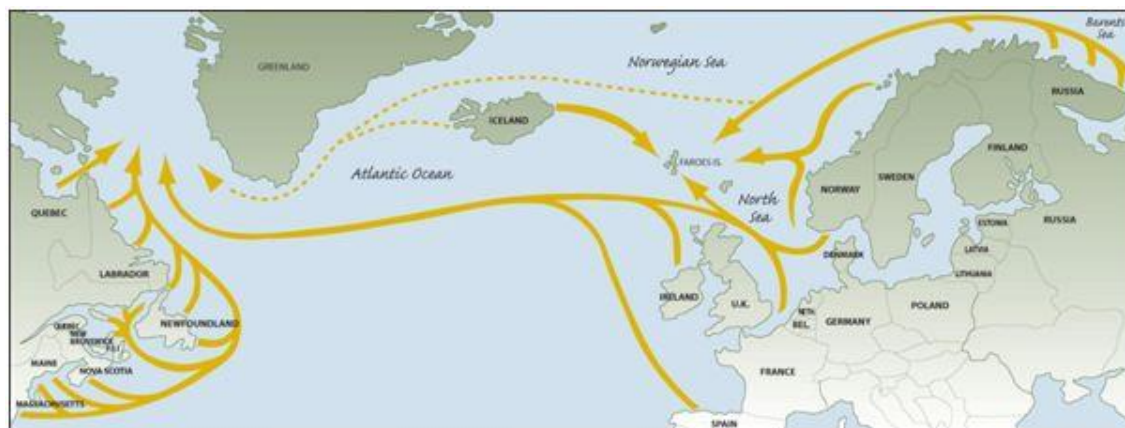 Barents
Sea
Norwegian Sea
GREENLAND
RUSSIA
ICELAND
FINLAND
FAROES IS.
Atlantic Ocean
NORWAY
SWEDEN
QUEBEC
North
Sea
RUSSIA
ESTONIA
LATVIA
DENMARK
LITHUANIA
LABRADOR
IRELAND
U.K.
POLAND
NETH.
BEL.
GERMANY
NEWFOUNDLAND
QUEBEC
NEW
BRUNSWICK
P.E.I
MAINE
NOVA SCOTIA
FRANCE
MASSACHUSETTS
SPAIN